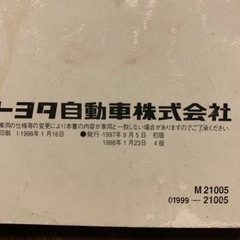 トヨタ自動車株式会社
車両の仕様等の変更により本書の内容が車両と一致しない場合がありますのでご了承ください。
印刷 I-1998年1月16日 ●発行-1997年9月5日 初版
1998年1月23日 4版
M 21005
01999 — 21005